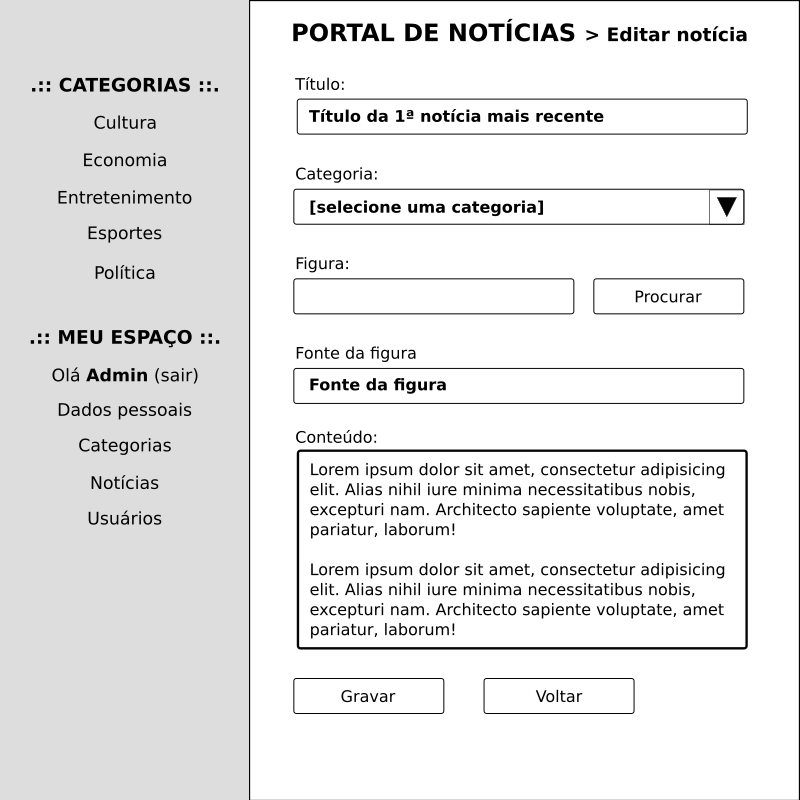 .:: CATEGORIAS ::.
Cultura
Economia
Entretenimento
Esportes
Política
.:: MEU ESPAÇO ::.
Olá Admin (sair)
Dados pessoais
Categorias
Notícias
Usuários
PORTAL DE NOTÍCIAS > Editar notícia
Título:
Título da 1ª notícia mais recente
Categoria:
[selecione uma categoria]
Figura:
Procurar
Fonte da figura
Fonte da figura
Conteúdo:
Lorem ipsum dolor sit amet, consectetur adipisicing
elit. Alias nihil iure minima necessitatibus nobis,
excepturi nam. Architecto sapiente voluptate, amet
pariatur, laborum!
Lorem ipsum dolor sit amet, consectetur adipisicing
elit. Alias nihil iure minima necessitatibus nobis,
excepturi nam. Architecto sapiente voluptate, amet
pariatur, laborum!
Gravar
Voltar